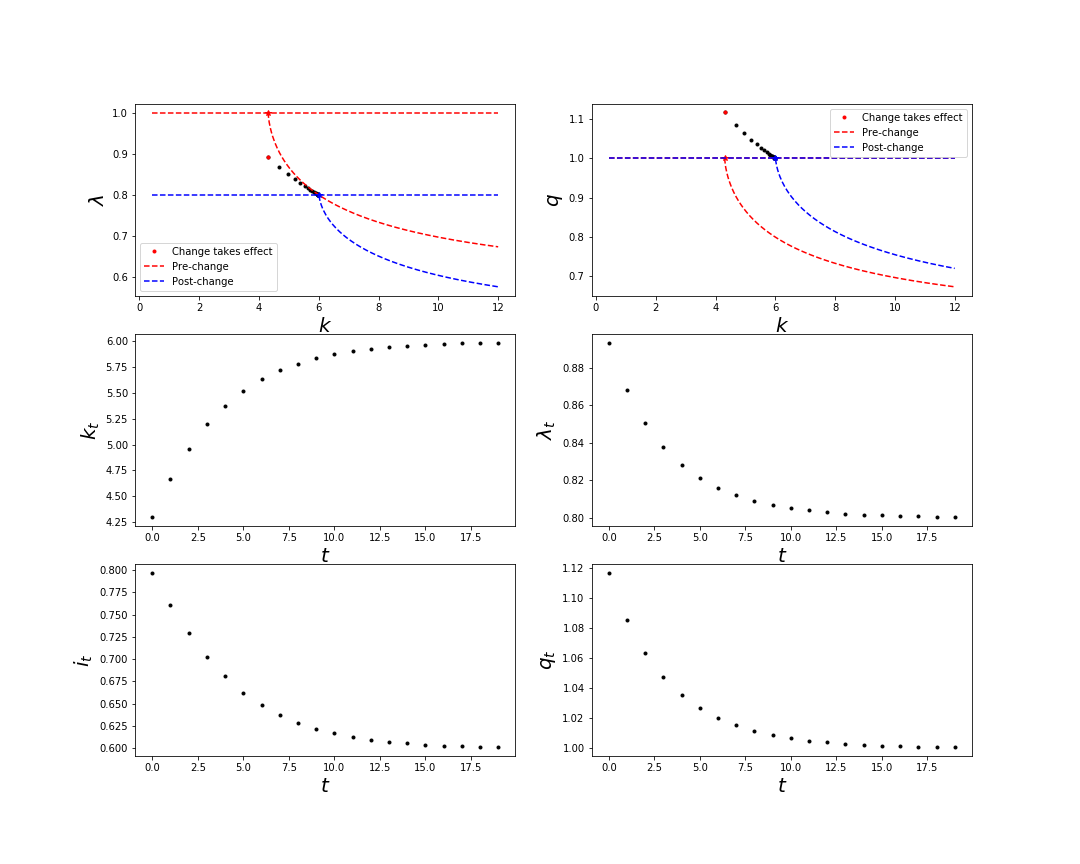 1.0
0.9
0.8
0.7
0.6
λ
Change takes effect
Pre-change
Post-change
0 2 4 6 8 10 12
k
1.1
1.0
0.9
0.8
0.7
q
Change takes effect
Pre-change
Post-change
0 2 4 6 8 10 12
k
6.00
5.75
5.50
5.25
5.00
4.75
4.50
4.25
k_t
0.0 2.5 5.0 7.5 10.0 12.5 15.0 17.5
t
0.88
0.86
0.84
0.82
0.80
λ_t
0.0 2.5 5.0 7.5 10.0 12.5 15.0 17.5
t
0.800
0.775
0.750
0.725
0.700
0.675
0.650
0.625
0.600
i_t
0.0 2.5 5.0 7.5 10.0 12.5 15.0 17.5
t
1.12
1.10
1.08
1.06
1.04
1.02
1.00
q_t
0.0 2.5 5.0 7.5 10.0 12.5 15.0 17.5
t